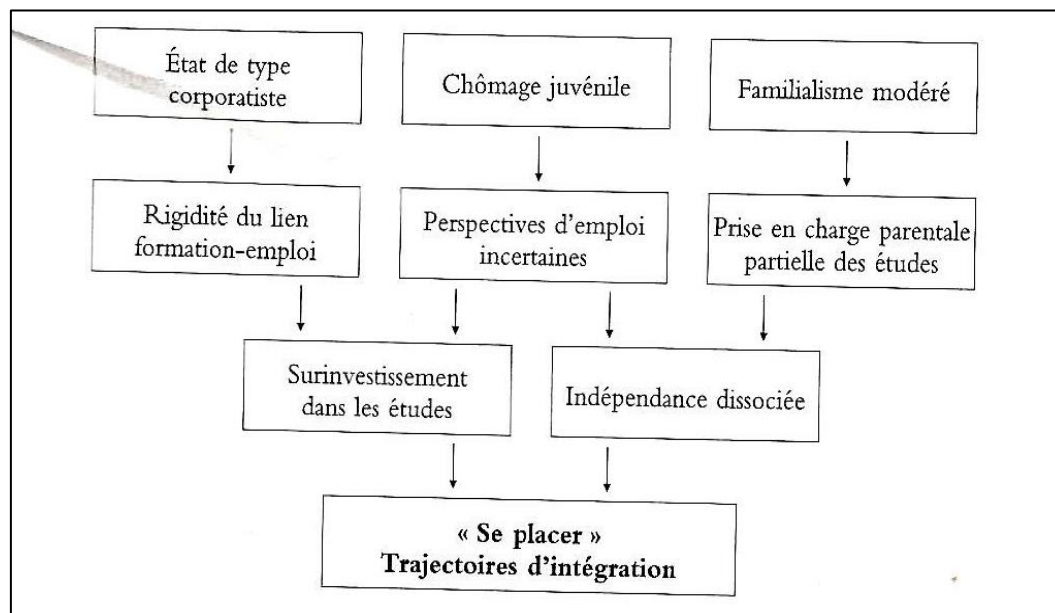 État de type
corporatiste
Chômage juvénile
Familialisme modéré
Rigidité du lien
formation-emploi
Perspectives d'emploi
incertaines
Prise en charge parentale
partielle des études
Surinvestissement
dans les études
Indépendance dissociée
« Se placer »
Trajectoires d'intégration